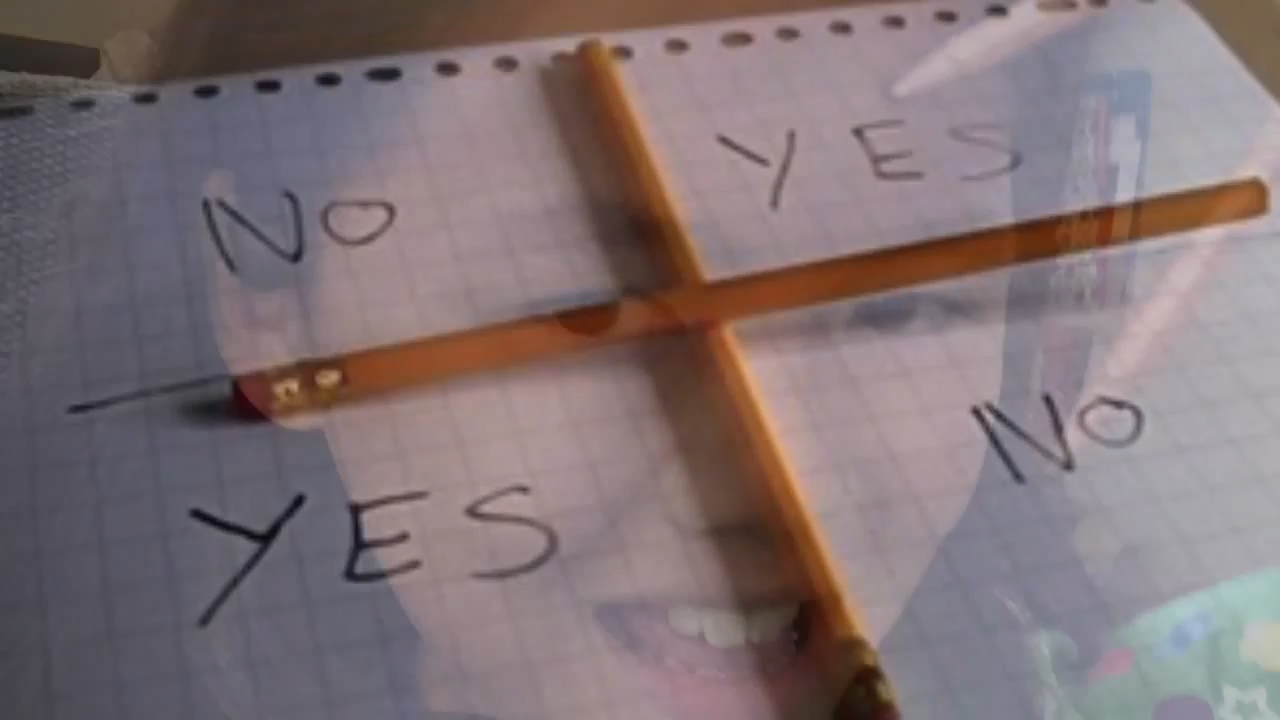 NO YES
YES NO